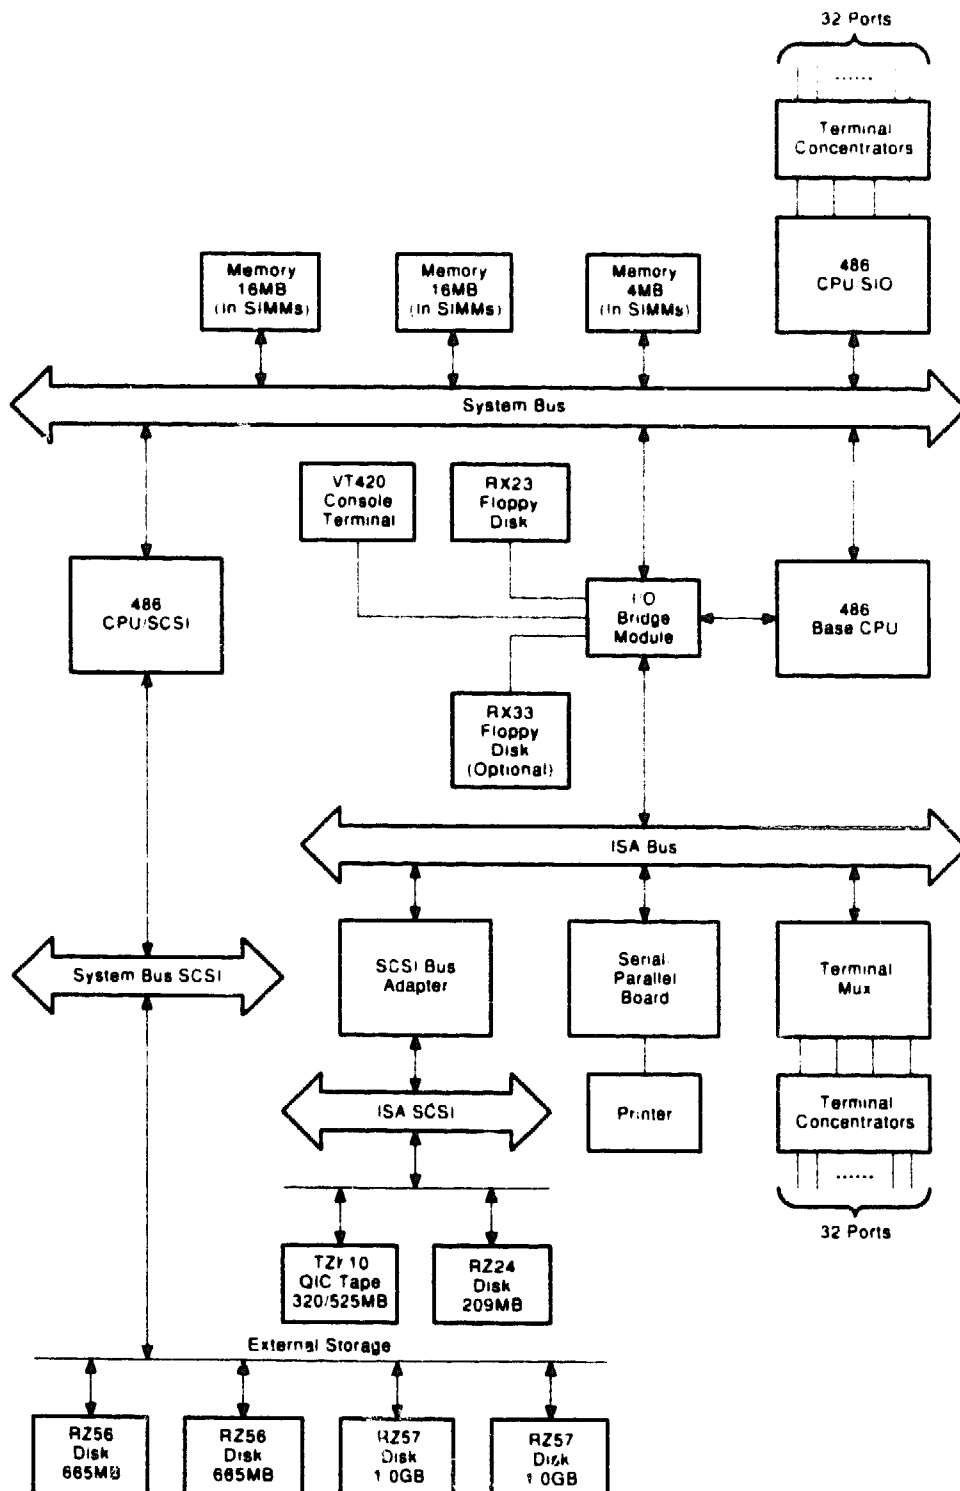 32 Ports
......
Terminal
Concentrators
486
CPU/SIO
Memory
16MB
(In SIMMs)
Memory
16MB
(In SIMMs)
Memory
4MB
(In SIMMs)
System Bus
VT420
Console
Terminal
RX23
Floppy
Disk
486
CPU/SCSI
I/O
Bridge
Module
486
Base CPU
RX33
Floppy
Disk
(Optional)
ISA Bus
System Bus SCSI
SCSI Bus
Adapter
Serial
Parallel
Board
Terminal
Mux
ISA SCSI
Printer
Terminal
Concentrators
......
32 Ports
TZK10
QIC Tape
320/525MB
RZ24
Disk
209MB
External Storage
RZ56
Disk
665MB
RZ56
Disk
665MB
RZ57
Disk
1.0GB
RZ57
Disk
1.0GB